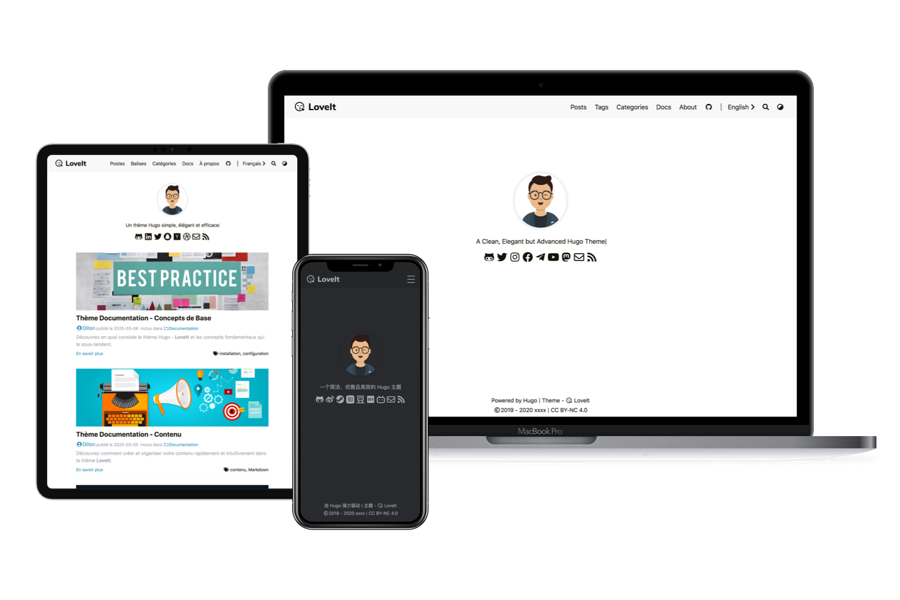 LoveIt
Posts Tags Categories Docs About | English
A Clean, Elegant but Advanced Hugo Theme|
Powered by Hugo | Theme - LoveIt
©2019 - 2020 xxxx | CC BY-NC 4.0
MacBook Pro
LoveIt
Postes Balises Catégories Docs À propos | Français
Un thème Hugo simple, élégant et efficace|
BEST PRACTICE
Thème Documentation - Concepts de Base
Dillon publié le 2020-03-06 inclus dans Documentation
Découvrez en quoi consiste le thème Hugo - LoveIt et les concepts fondamentaux qui
le sous-tendent.
En savoir plus
installation, configuration
Thème Documentation - Contenu
Dillon publié le 2020-03-05 inclus dans Documentation
Découvrez comment créer et organiser votre contenu rapidement et intuitivement dans
le thème LoveIt.
En savoir plus
contenu, Markdown
LoveIt
一个简洁、优雅且高效的 Hugo 主题
由 Hugo 强力驱动 | 主题 - LoveIt
©2019 - 2020 xxxx | CC BY-NC 4.0